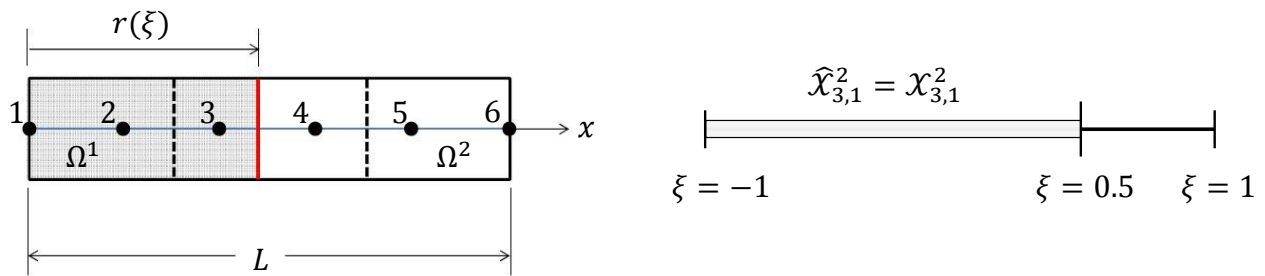 r(ξ)
1 2 3 4 5 6 x
Ω¹ Ω²
L
𝒳̂²₃,₁ = 𝒳²₃,₁
ξ = −1 ξ = 0.5 ξ = 1